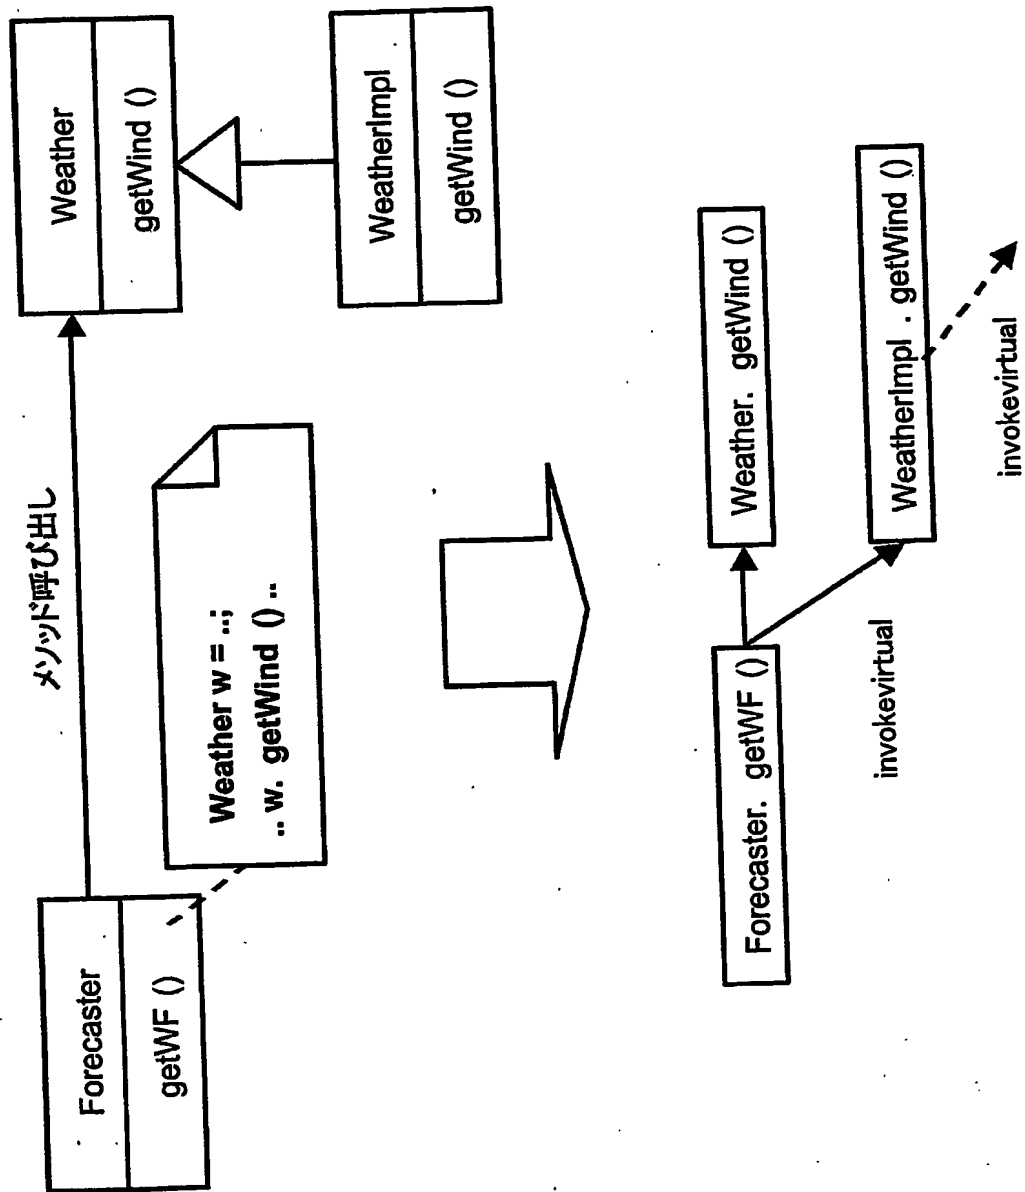 メソッド呼び出し
Forecaster
getWF ()
Weather
getWind ()
Weather w = ..;
.. w. getWind () ..
WeatherImpl
getWind ()
Forecaster. getWF ()
Weather. getWind ()
invokevirtual
WeatherImpl . getWind ()
invokevirtual